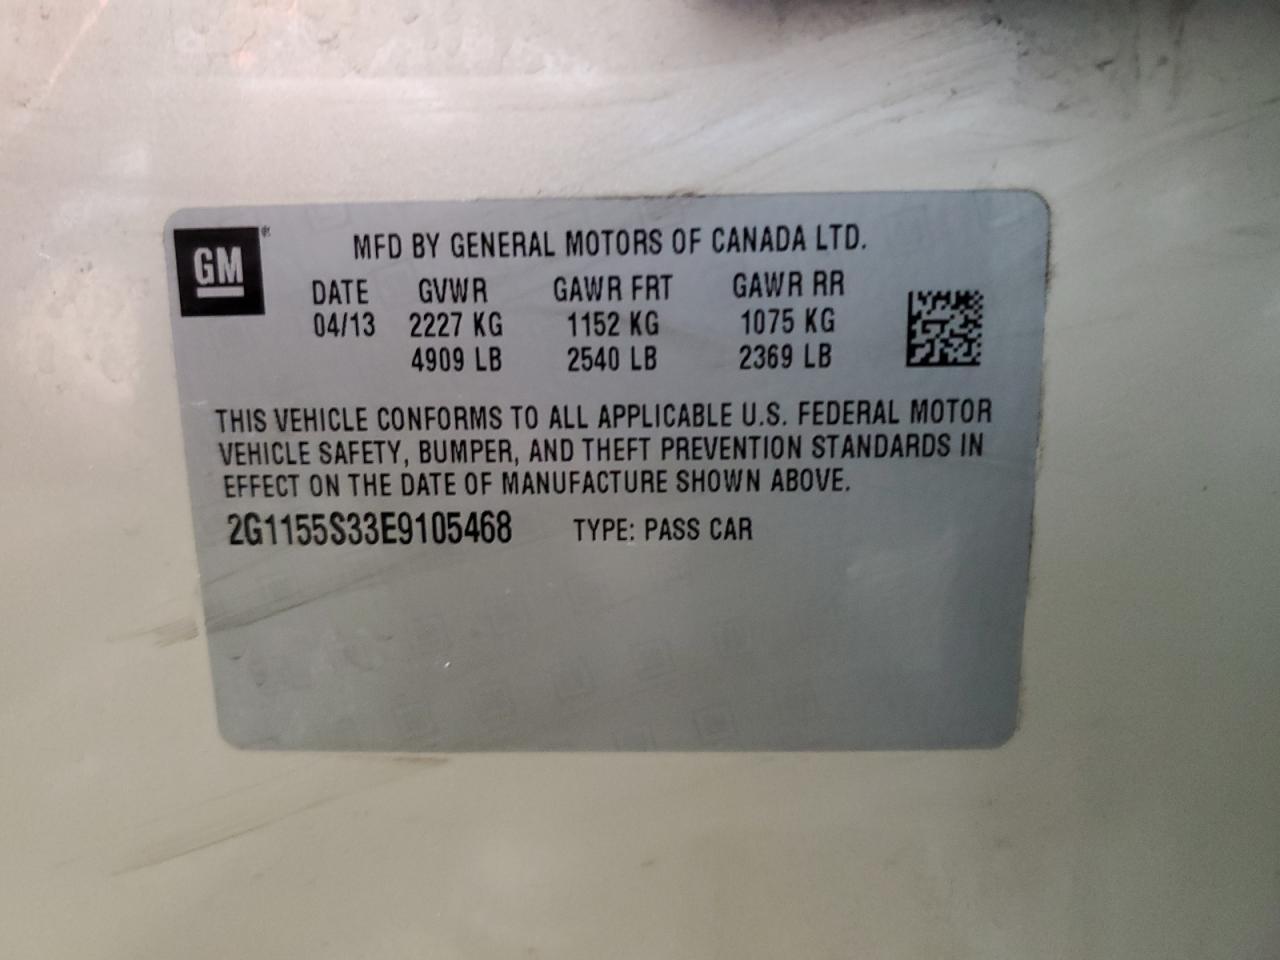 GM®
MFD BY GENERAL MOTORS OF CANADA LTD.
DATE GVWR GAWR FRT GAWR RR
04/13 2227 KG 1152 KG 1075 KG
4909 LB 2540 LB 2369 LB
THIS VEHICLE CONFORMS TO ALL APPLICABLE U.S. FEDERAL MOTOR
VEHICLE SAFETY, BUMPER, AND THEFT PREVENTION STANDARDS IN
EFFECT ON THE DATE OF MANUFACTURE SHOWN ABOVE.
2G1155S33E9105468 TYPE: PASS CAR